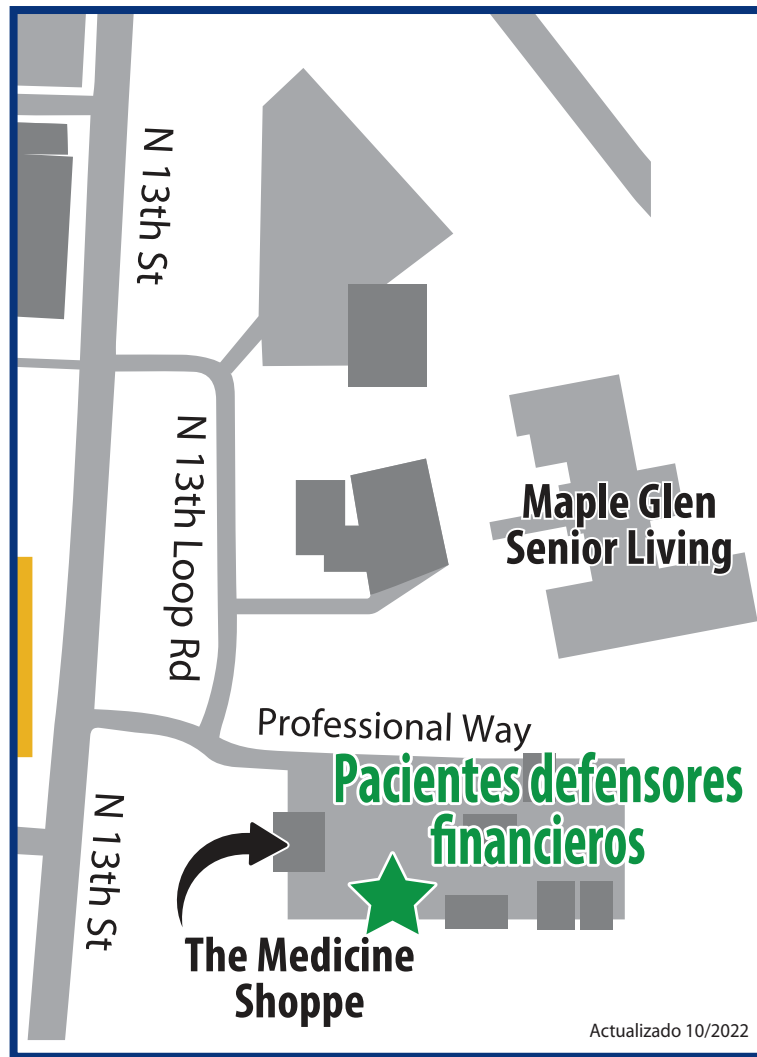 N 13th St
N 13th Loop Rd
Maple Glen
Senior Living
Professional Way
Pacientes defensores
financieros
N 13th St
The Medicine
Shoppe
Actualizado 10/2022